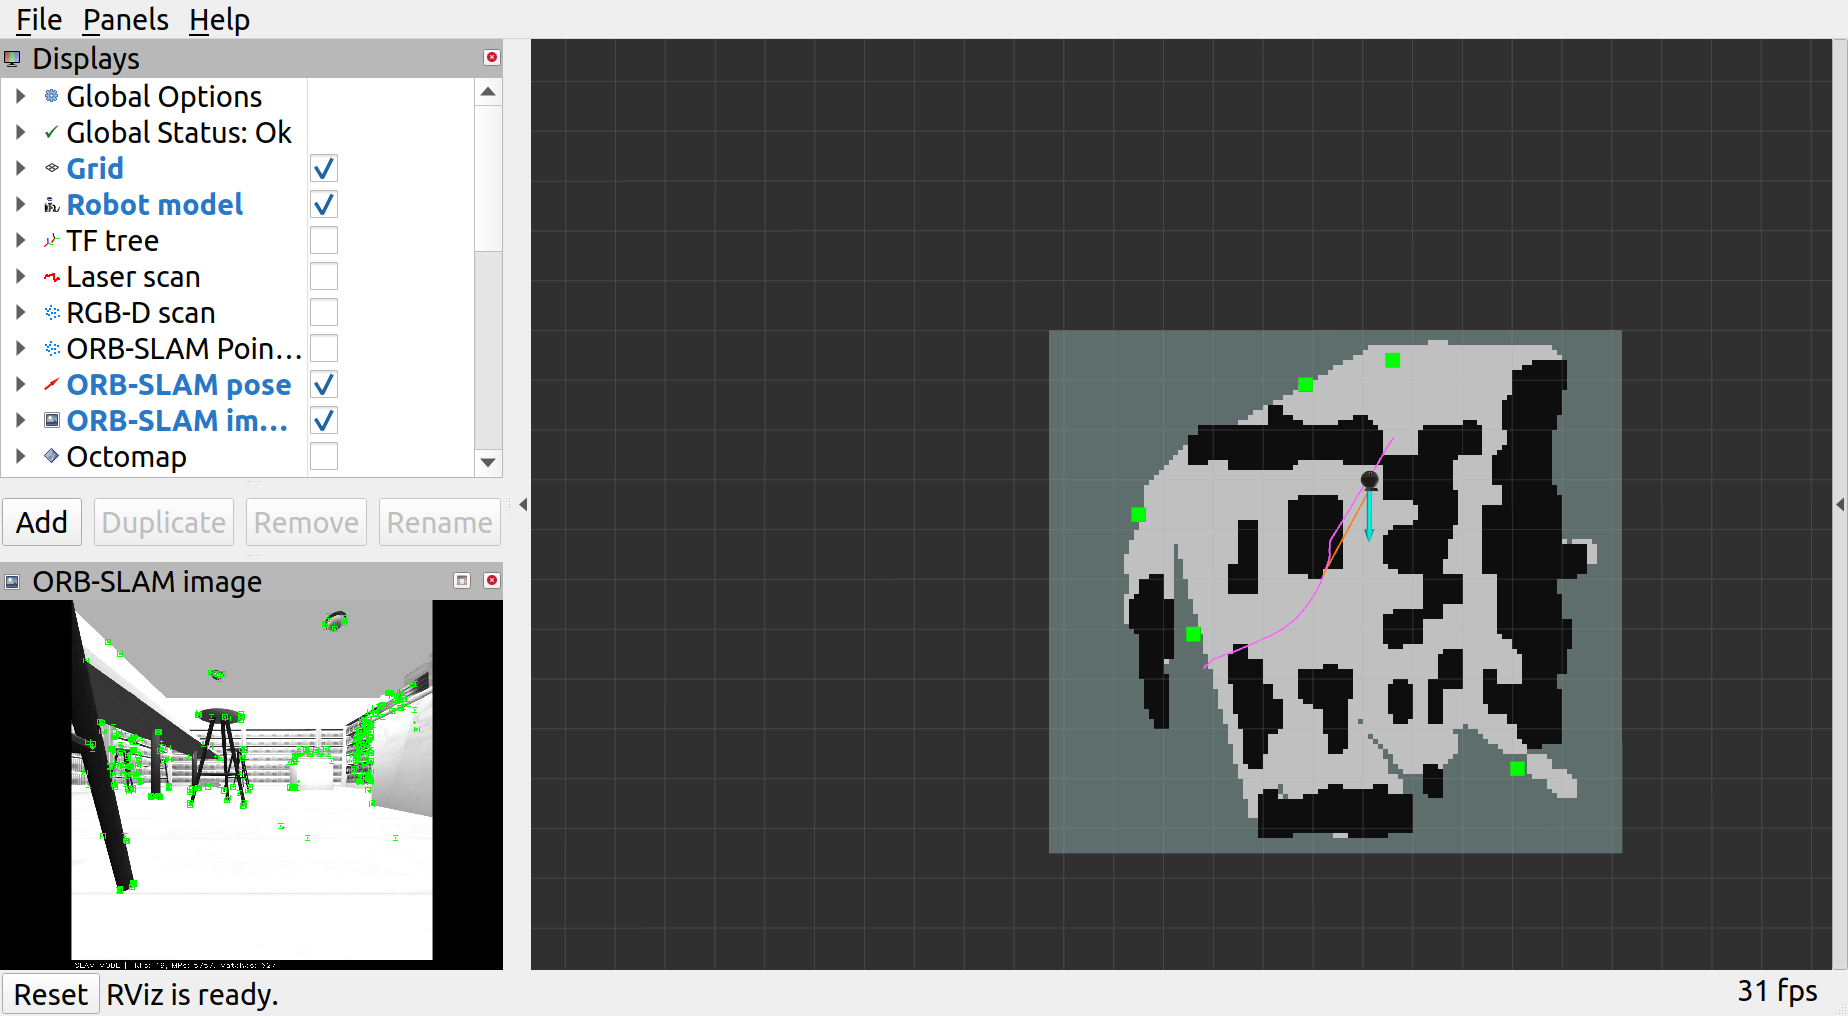 File Panels Help
Displays
Global Options
Global Status: Ok
Grid
Robot model
TF tree
Laser scan
RGB-D scan
ORB-SLAM Poin...
ORB-SLAM pose
ORB-SLAM im...
Octomap
Add Duplicate Remove Rename
ORB-SLAM image
SLAM MODE |
Reset RViz is ready.
31 fps